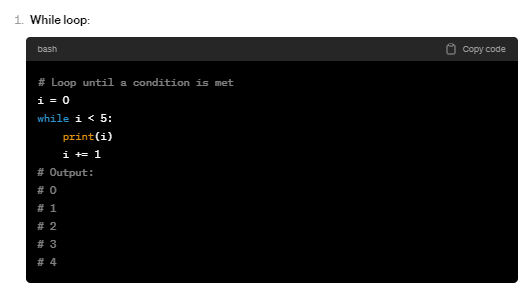 1. While loop:
bash Copy code
# Loop until a condition is met
i = 0
while i < 5:
    print(i)
    i += 1
# Output:
# 0
# 1
# 2
# 3
# 4